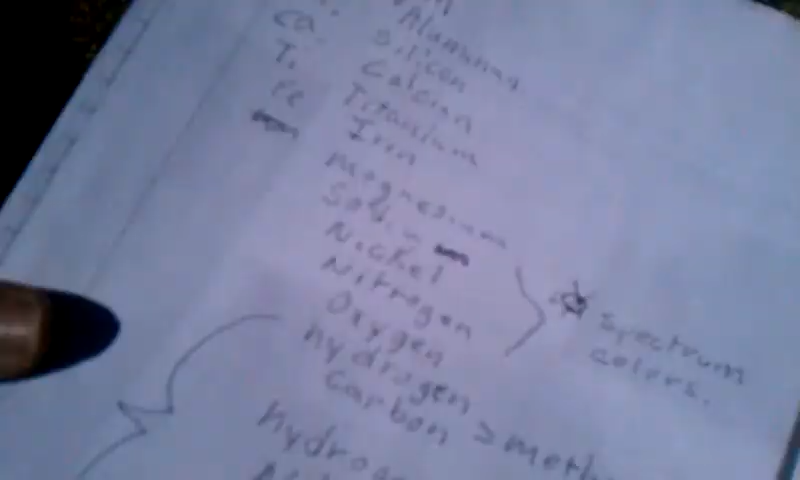 Aluminum
Ca Silicon
Ti Calcium
Fe Titanium
Iron
Magnesium
Sodium
Nickel
Nitrogen
Oxygen
hydrogen
Carbon >
Spectrum
colors.